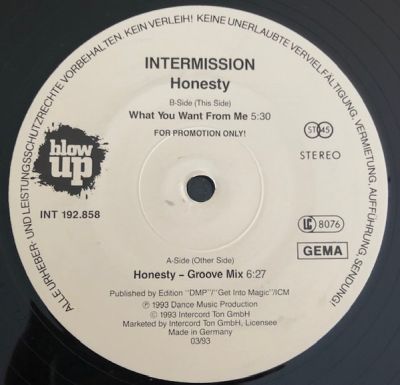 ALLE URHEBER- UND LEISTUNGSSCHUTZRECHTE VORBEHALTEN. KEIN VERLEIH! KEINE UNERLAUBTE VERVIELFÄLTIGUNG, VERMIETUNG, AUFFÜHRUNG, SENDUNG!
INTERMISSION
Honesty
B-Side (This Side)
What You Want From Me 5:30
FOR PROMOTION ONLY!
blow up
ST 45
STEREO
INT 192.858
LC 8076
GEMA
A-Side (Other Side)
Honesty – Groove Mix 6:27
Published by Edition "DMP"/"Get Into Magic"/ICM
℗ 1993 Dance Music Production
© 1993 Intercord Ton GmbH
Marketed by Intercord Ton GmbH, Licensee
Made in Germany
03/93